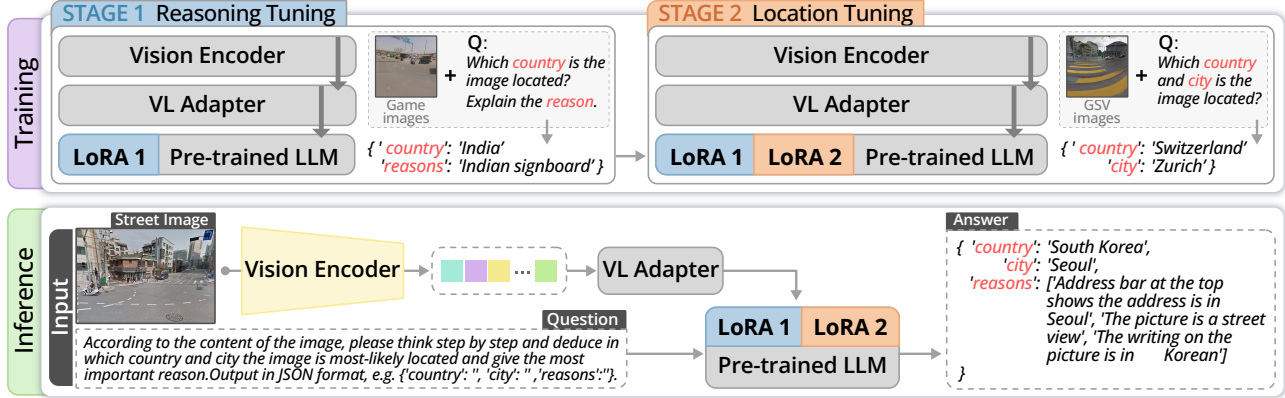 STAGE 1 Reasoning Tuning
STAGE 2 Location Tuning
Training
Vision Encoder
VL Adapter
LoRA 1
Pre-trained LLM
Game
images
+
Q:
Which country is the
image located?
Explain the reason.
{ ' country': 'India'
'reasons': 'Indian signboard' }
Vision Encoder
VL Adapter
LoRA 1
LoRA 2
Pre-trained LLM
GSV
images
+
Q:
Which country
and city is the
image located?
{ ' country': 'Switzerland'
'city': 'Zurich' }
Inference
Input
Street Image
Vision Encoder
...
VL Adapter
Question
According to the content of the image, please think step by step and deduce in
which country and city the image is most-likely located and give the most
important reason.Output in JSON format, e.g. {'country': '', 'city': '' ,'reasons':''}.
LoRA 1
LoRA 2
Pre-trained LLM
Answer
{ 'country': 'South Korea',
'city': 'Seoul',
'reasons': ['Address bar at the top
shows the address is in
Seoul', 'The picture is a street
view', 'The writing on the
picture is in Korean']
}